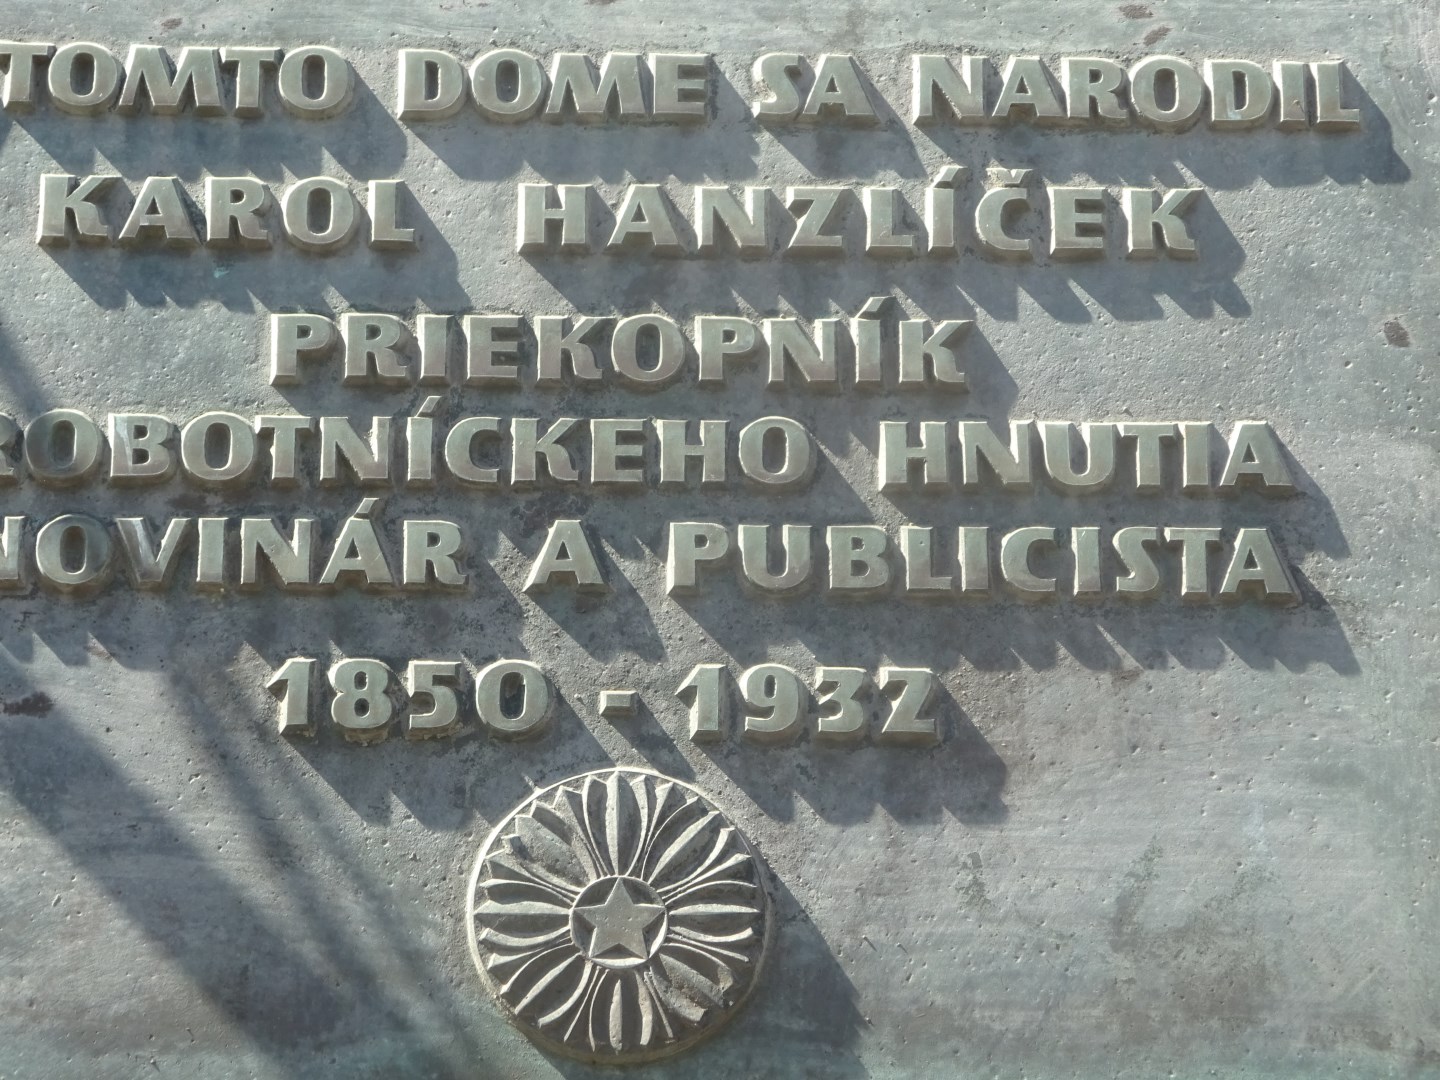 TOMTO DOME SA NARODIL
KAROL HANZLÍČEK
PRIEKOPNÍK
ROBOTNÍCKEHO HNUTIA
NOVINÁR A PUBLICISTA
1850 - 1932